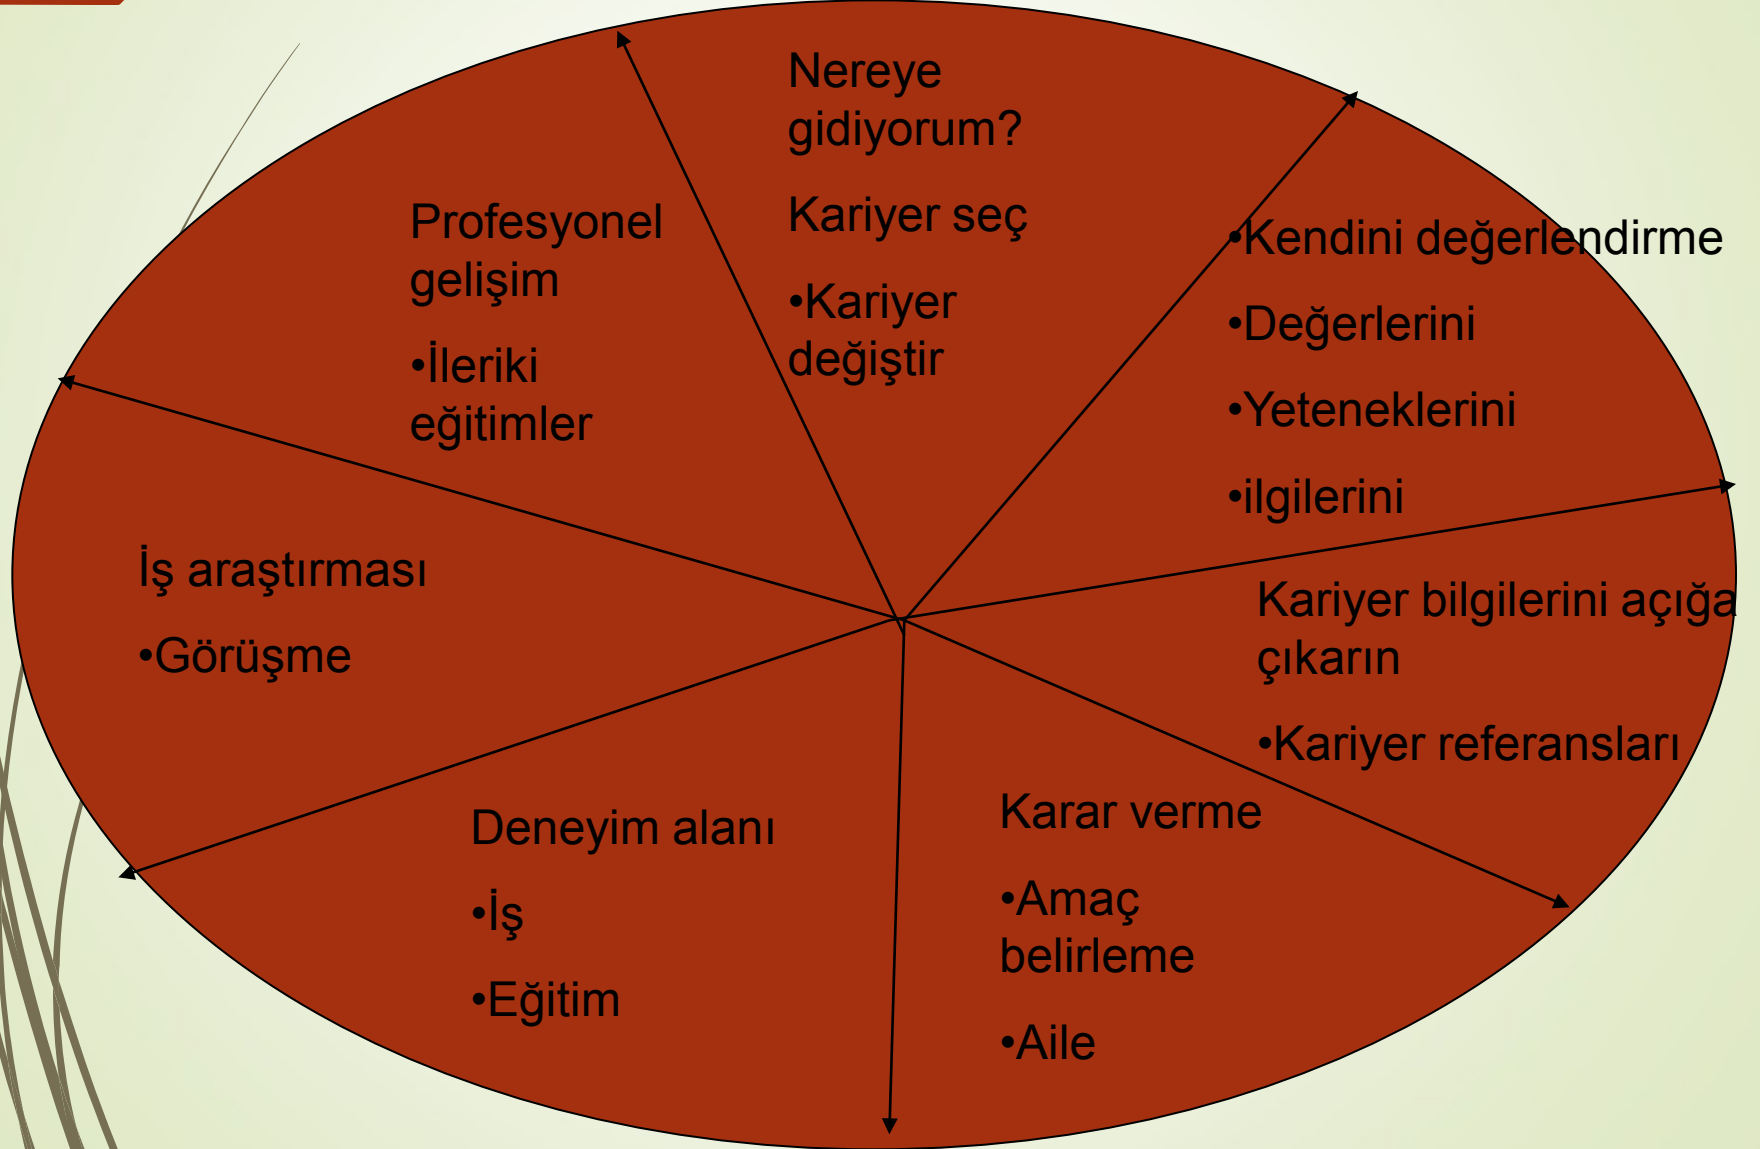 Nereye
gidiyorum?
Kariyer seç
•Kariyer
değiştir
•Kendini değerlendirme
•Değerlerini
•Yeteneklerini
•ilgilerini
Kariyer bilgilerini açığa
çıkarın
•Kariyer referansları
Karar verme
•Amaç
belirleme
•Aile
Deneyim alanı
•İş
•Eğitim
İş araştırması
•Görüşme
Profesyonel
gelişim
•İleriki
eğitimler